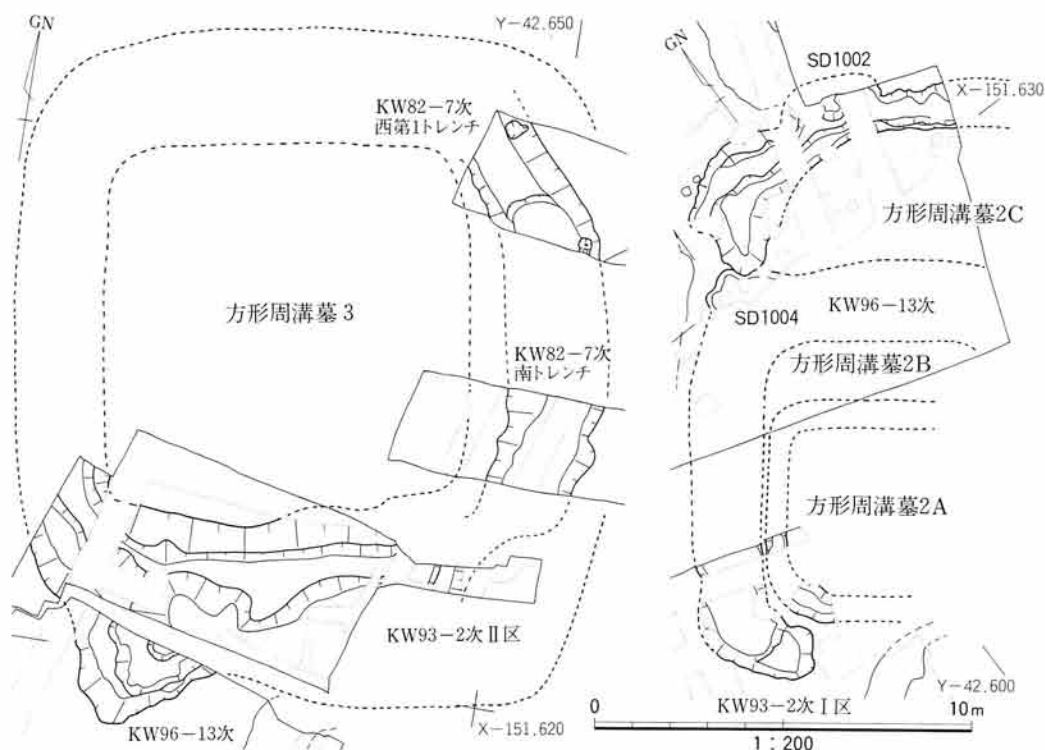 GN
Y-42.650
KW82-7次
西第1トレンチ
方形周溝墓3
KW82-7次
南トレンチ
KW93-2次Ⅱ区
KW96-13次
X-151.620
GN
SD1002
X-151.630
方形周溝墓2C
SD1004
KW96-13次
方形周溝墓2B
方形周溝墓2A
Y-42.600
KW93-2次Ⅰ区
0
10m
1:200